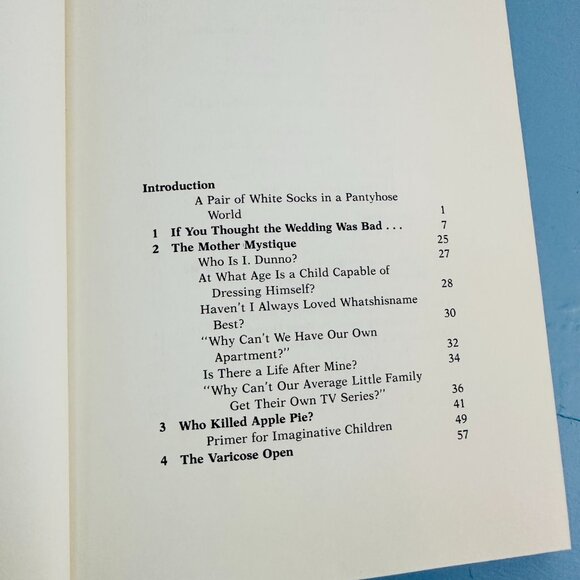 Introduction
A Pair of White Socks in a Pantyhose
World 1
1 If You Thought the Wedding Was Bad . . . 7
2 The Mother Mystique 25
Who Is I. Dunno? 27
At What Age Is a Child Capable of
Dressing Himself? 28
Haven't I Always Loved Whatshisname
Best? 30
"Why Can't We Have Our Own
Apartment?" 32
Is There a Life After Mine? 34
"Why Can't Our Average Little Family
Get Their Own TV Series?" 36
3 Who Killed Apple Pie? 41
Primer for Imaginative Children 49
4 The Varicose Open 57